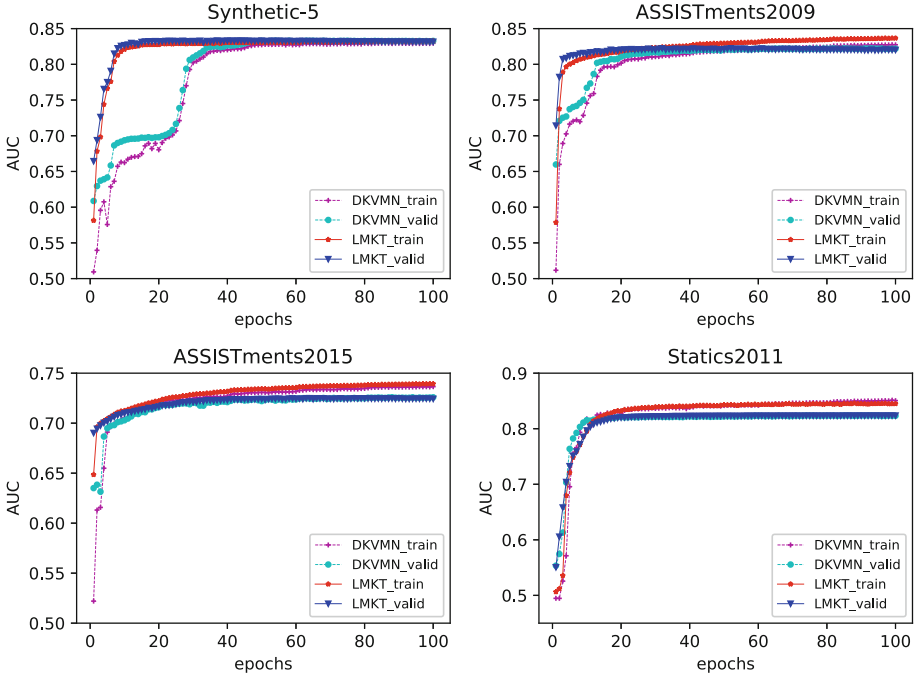 Synthetic-5
AUC
0.85
0.80
0.75
0.70
0.65
0.60
0.55
0.50
DKVMN_train
DKVMN_valid
LMKT_train
LMKT_valid
0 20 40 60 80 100
epochs
ASSISTments2009
AUC
0.85
0.80
0.75
0.70
0.65
0.60
0.55
0.50
DKVMN_train
DKVMN_valid
LMKT_train
LMKT_valid
0 20 40 60 80 100
epochs
ASSISTments2015
AUC
0.75
0.70
0.65
0.60
0.55
0.50
DKVMN_train
DKVMN_valid
LMKT_train
LMKT_valid
0 20 40 60 80 100
epochs
Statics2011
AUC
0.9
0.8
0.7
0.6
0.5
DKVMN_train
DKVMN_valid
LMKT_train
LMKT_valid
0 20 40 60 80 100
epochs